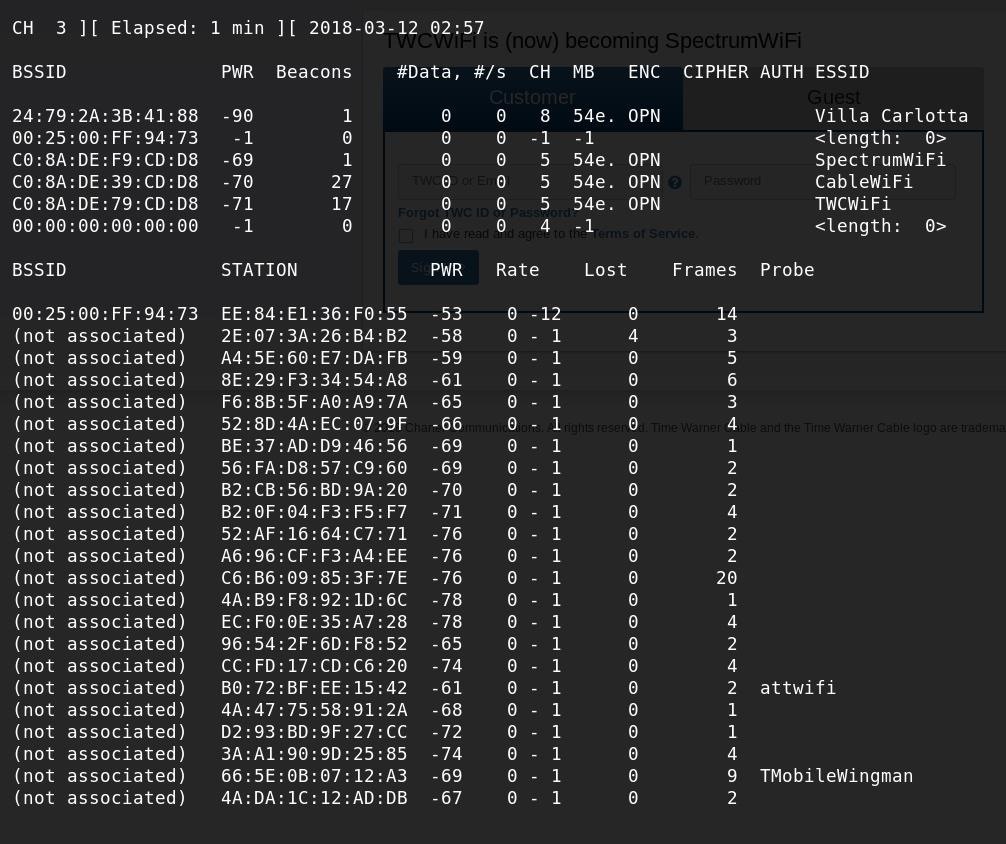 CH  3 ][ Elapsed: 1 min ][ 2018-03-12 02:57
TWCWiFi is (now) becoming SpectrumWiFi
BSSID PWR Beacons #Data, #/s CH MB ENC CIPHER AUTH ESSID
Customer Guest
24:79:2A:3B:41:88 -90 1 0 0 8 54e. OPN Villa Carlotta
00:25:00:FF:94:73 -1 0 0 0 -1 -1 <length:  0>
C0:8A:DE:F9:CD:D8 -69 1 0 0 5 54e. OPN SpectrumWiFi
C0:8A:DE:39:CD:D8 -70 27 0 0 5 54e. OPN CableWiFi
TWC ID or Email Password
C0:8A:DE:79:CD:D8 -71 17 0 0 5 54e. OPN TWCWiFi
Forgot TWC ID or Password?
00:00:00:00:00:00 -1 0 0 0 4 -1 <length:  0>
I have read and agree to the Terms of Service.
BSSID STATION PWR Rate Lost Frames Probe
00:25:00:FF:94:73 EE:84:E1:36:F0:55 -53 0 -12 0 14
(not associated) 2E:07:3A:26:B4:B2 -58 0 - 1 4 3
(not associated) A4:5E:60:E7:DA:FB -59 0 - 1 0 5
(not associated) 8E:29:F3:34:54:A8 -61 0 - 1 0 6
(not associated) F6:8B:5F:A0:A9:7A -65 0 - 1 0 3
(not associated) 52:8D:4A:EC:07:9F -66 0 - 1 0 4
Communications. All rights reserved. Time Warner Cable and the Time Warner Cable logo are tradema
(not associated) BE:37:AD:D9:46:56 -69 0 - 1 0 1
(not associated) 56:FA:D8:57:C9:60 -69 0 - 1 0 2
(not associated) B2:CB:56:BD:9A:20 -70 0 - 1 0 2
(not associated) B2:0F:04:F3:F5:F7 -71 0 - 1 0 4
(not associated) 52:AF:16:64:C7:71 -76 0 - 1 0 2
(not associated) A6:96:CF:F3:A4:EE -76 0 - 1 0 2
(not associated) C6:B6:09:85:3F:7E -76 0 - 1 0 20
(not associated) 4A:B9:F8:92:1D:6C -78 0 - 1 0 1
(not associated) EC:F0:0E:35:A7:28 -78 0 - 1 0 4
(not associated) 96:54:2F:6D:F8:52 -65 0 - 1 0 2
(not associated) CC:FD:17:CD:C6:20 -74 0 - 1 0 4
(not associated) B0:72:BF:EE:15:42 -61 0 - 1 0 2 attwifi
(not associated) 4A:47:75:58:91:2A -68 0 - 1 0 1
(not associated) D2:93:BD:9F:27:CC -72 0 - 1 0 1
(not associated) 3A:A1:90:9D:25:85 -74 0 - 1 0 4
(not associated) 66:5E:0B:07:12:A3 -69 0 - 1 0 9 TMobileWingman
(not associated) 4A:DA:1C:12:AD:DB -67 0 - 1 0 2